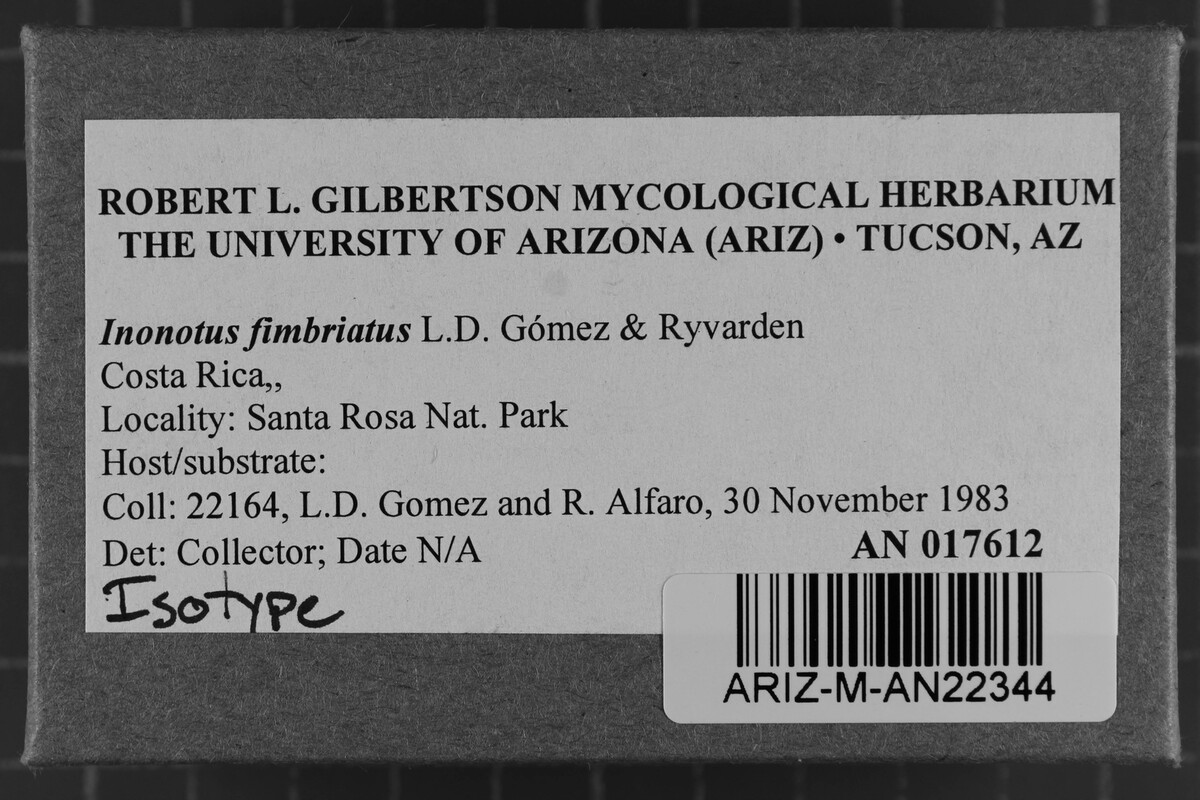 ROBERT L. GILBERTSON MYCOLOGICAL HERBARIUM
THE UNIVERSITY OF ARIZONA (ARIZ) • TUCSON, AZ
Inonotus fimbriatus L.D. Gómez & Ryvarden
Costa Rica,,
Locality: Santa Rosa Nat. Park
Host/substrate:
Coll: 22164, L.D. Gomez and R. Alfaro, 30 November 1983
Det: Collector; Date N/A
AN 017612
Isotype
ARIZ-M-AN22344